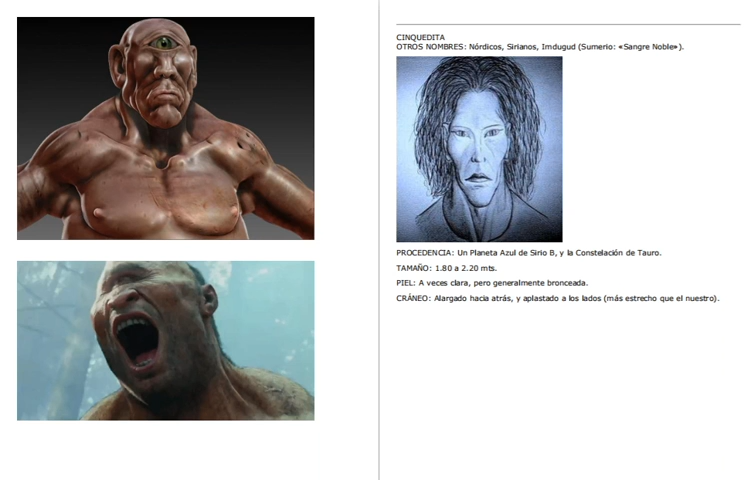 CINQUEDITA
OTROS NOMBRES: Nórdicos, Sirianos, Imdugud (Sumerio: «Sangre Noble»).
PROCEDENCIA: Un Planeta Azul de Sirio B, y la Constelación de Tauro.
TAMAÑO: 1.80 a 2.20 mts.
PIEL: A veces clara, pero generalmente bronceada.
CRÁNEO: Alargado hacia atrás, y aplastado a los lados (más estrecho que el nuestro).